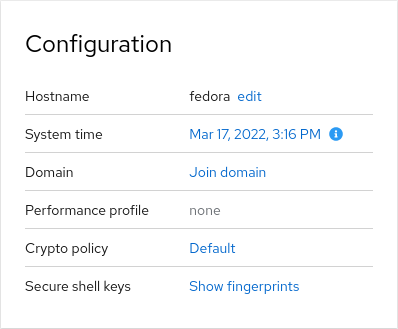 Configuration
Hostname fedora edit
System time Mar 17, 2022, 3:16 PM
Domain Join domain
Performance profile none
Crypto policy Default
Secure shell keys Show fingerprints